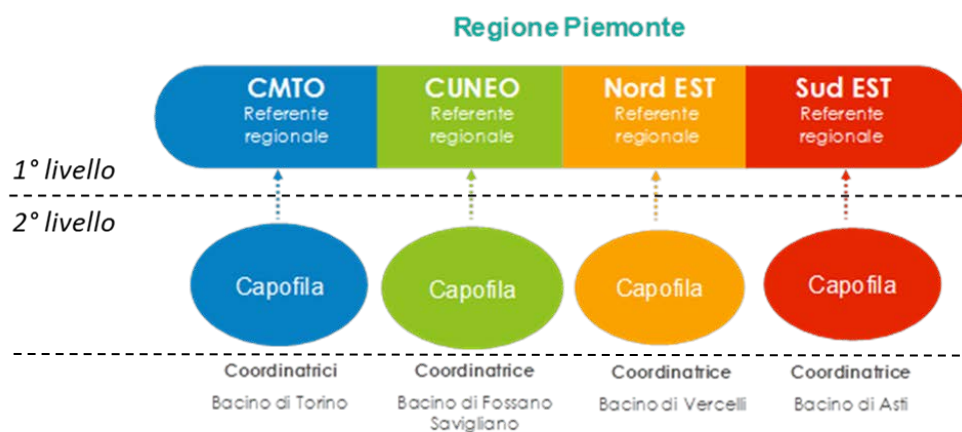 Regione Piemonte
CMTO
Referente
regionale
CUNEO
Referente
regionale
Nord EST
Referente
regionale
Sud EST
Referente
regionale
1° livello
2° livello
Capofila
Capofila
Capofila
Capofila
Coordinatrici
Bacino di Torino
Coordinatrice
Bacino di Fossano
Savigliano
Coordinatrice
Bacino di Vercelli
Coordinatrice
Bacino di Asti